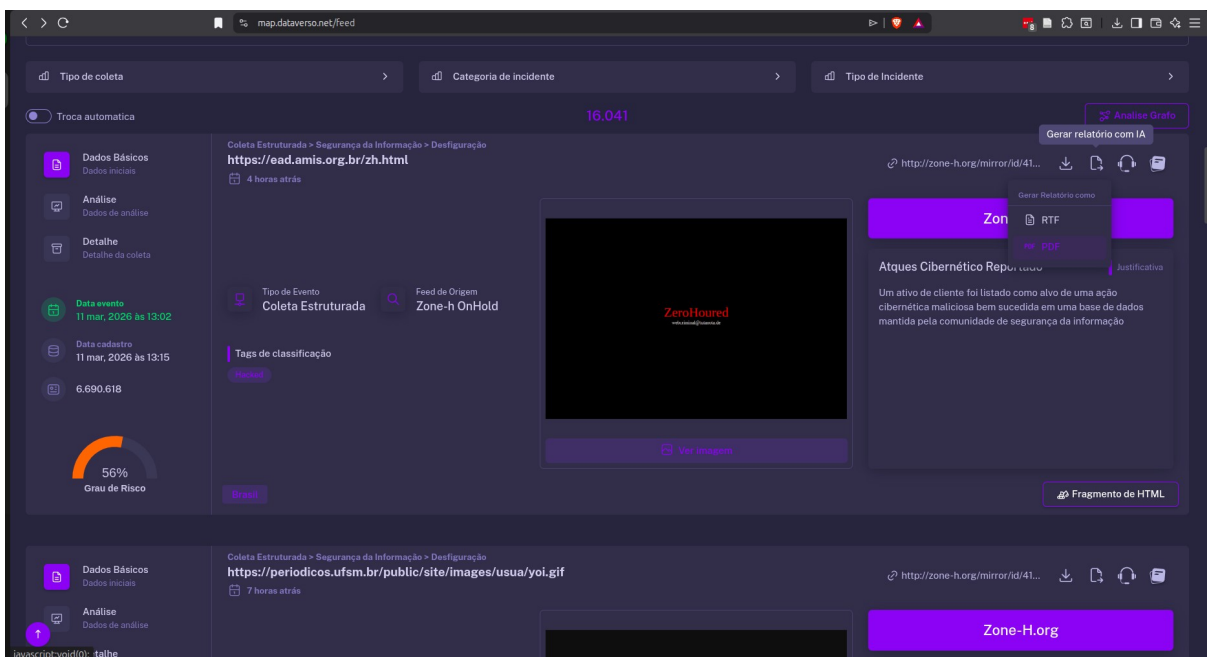 map.dataverso.net/feed
Tipo de coleta
Categoria de incidente
Tipo de Incidente
Troca automatica
16.041
Analise Grafo
Gerar relatório com IA
Dados Básicos
Dados iniciais
Análise
Dados de análise
Detalhe
Detalhe da coleta
Data evento
11 mar, 2026 às 13:02
Data cadastro
11 mar, 2026 às 13:15
6.690.618
56%
Grau de Risco
Coleta Estruturada > Segurança da Informação > Desfiguração
https://ead.amis.org.br/zh.html
4 horas atrás
http://zone-h.org/mirror/id/41...
Gerar Relatório como
RTF
PDF
Zon
Tipo de Evento
Coleta Estruturada
Feed de Origem
Zone-h OnHold
Tags de classificação
ZeroHoured
Ver imagem
Atques Cibernético Reportado
Justificativa
Um ativo de cliente foi listado como alvo de uma ação
cibernética maliciosa bem sucedida em uma base de dados
mantida pela comunidade de segurança da informação
Brasil
Fragmento de HTML
Dados Básicos
Dados iniciais
Análise
Dados de análise
talhe
javascript:void(0);
Coleta Estruturada > Segurança da Informação > Desfiguração
https://periodicos.ufsm.br/public/site/images/usua/yoi.gif
7 horas atrás
http://zone-h.org/mirror/id/41...
Zone-H.org